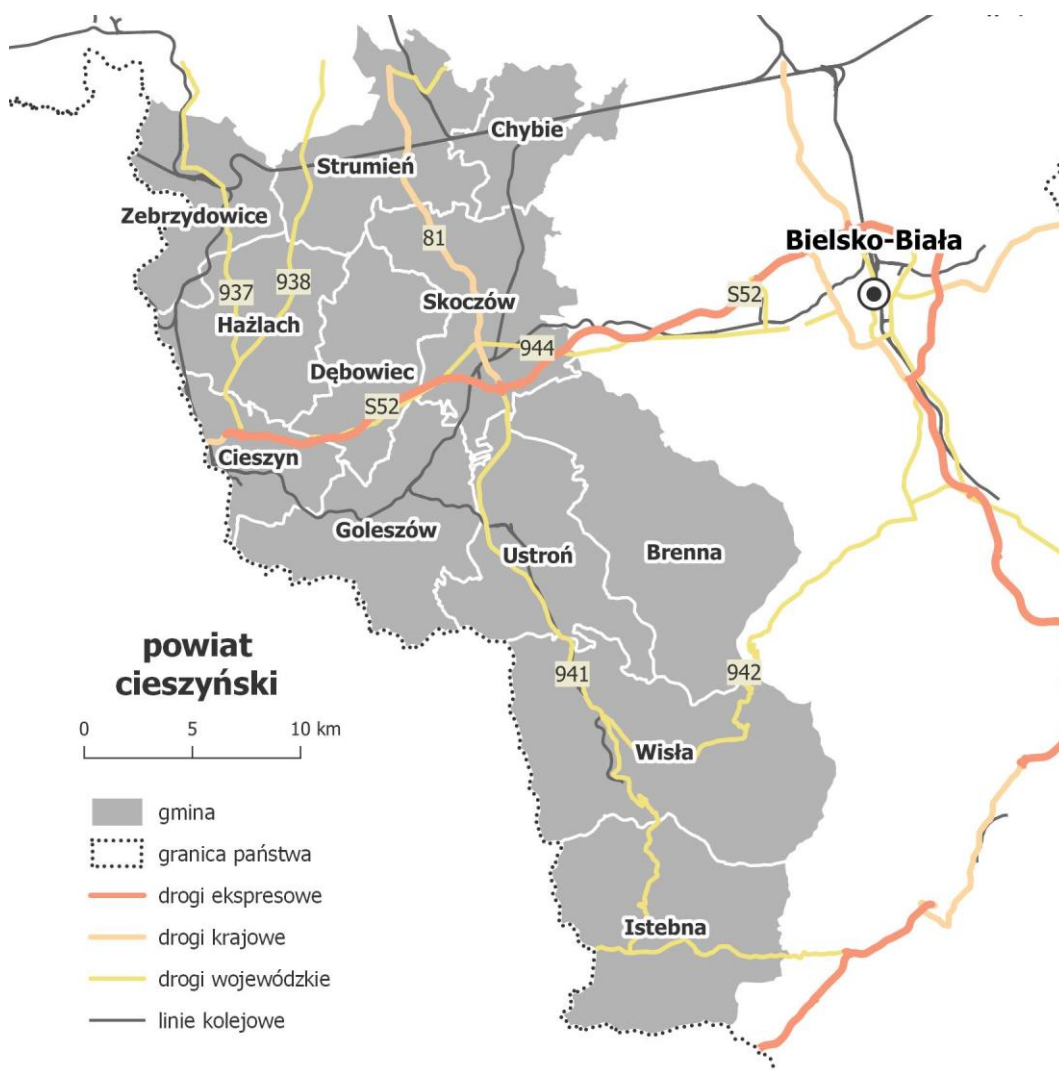 Chybie
Strumień
Zebrzydowice
81
Bielsko-Biała
937
938
Skoczów
S52
Hażlach
944
Dębowiec
S52
Cieszyn
Goleszów
Ustroń
Brenna
powiat
cieszyński
941
942
0 5 10 km
Wisła
gmina
granica państwa
drogi ekspresowe
drogi krajowe
Istebna
drogi wojewódzkie
linie kolejowe